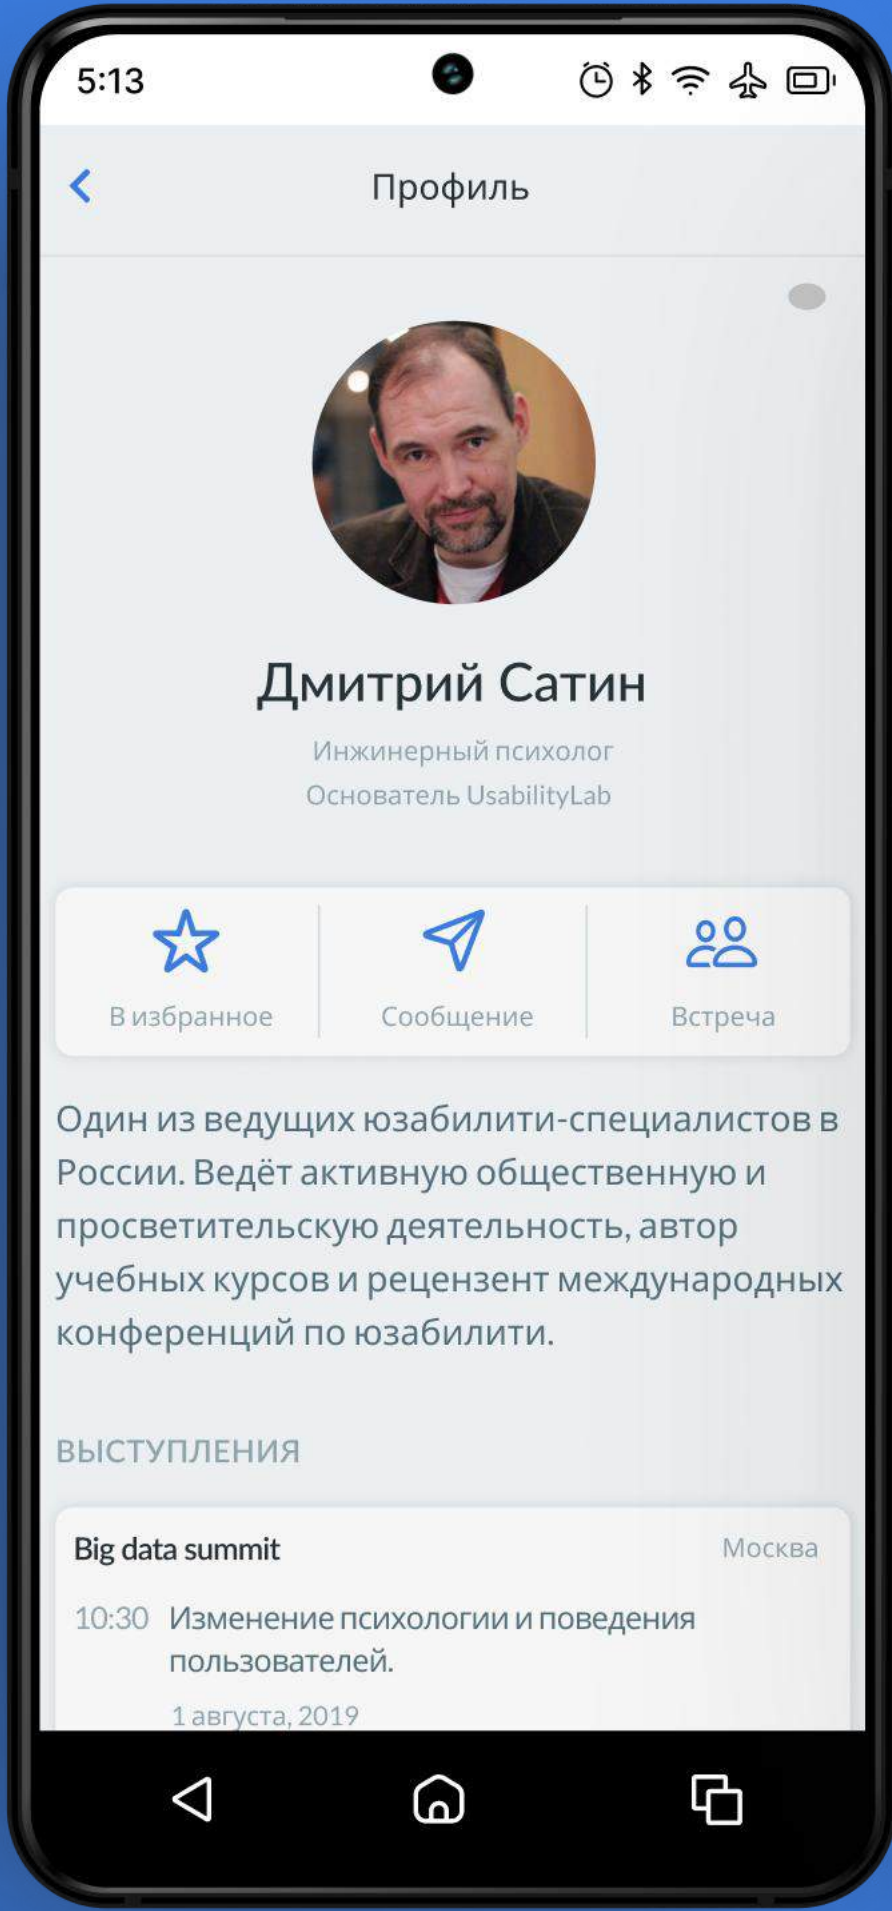 5:13
Профиль
Дмитрий Сатин
Инжинерный психолог
Основатель UsabilityLab
В избранное
Сообщение
Встреча
Один из ведущих юзабилити-специалистов в
России. Ведёт активную общественную и
просветительскую деятельность, автор
учебных курсов и рецензент международных
конференций по юзабилити.
ВЫСТУПЛЕНИЯ
Big data summit
Москва
10:30 Изменение психологии и поведения
пользователей.
1 августа, 2019